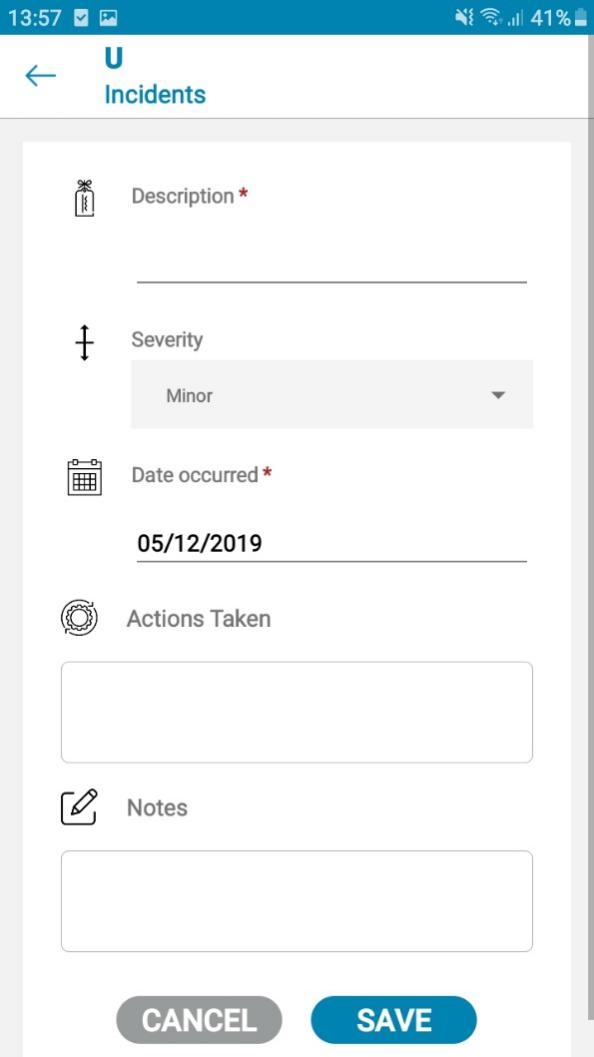 13:57 41%
U
Incidents
Description *
Severity
Minor
Date occurred *
05/12/2019
Actions Taken
Notes
CANCEL SAVE